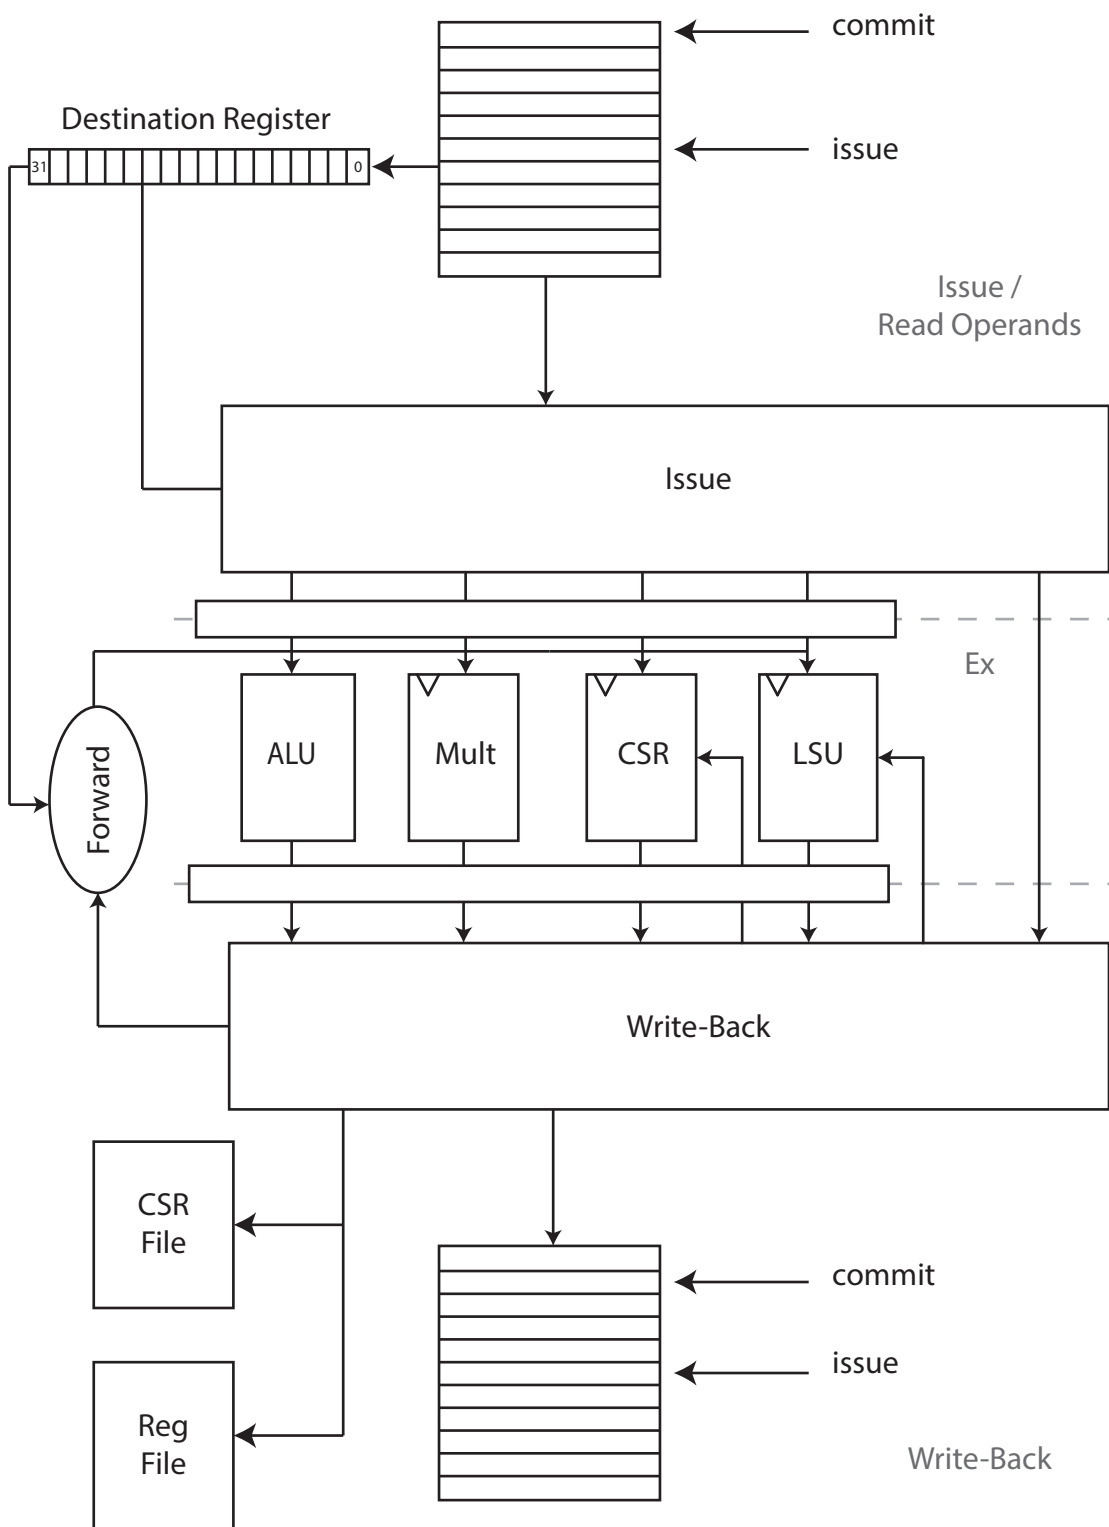 commit
Destination Register
issue
31
0
Issue /
Read Operands
Issue
Ex
ALU
Mult
CSR
LSU
Forward
Write-Back
CSR
File
commit
issue
Reg
File
Write-Back